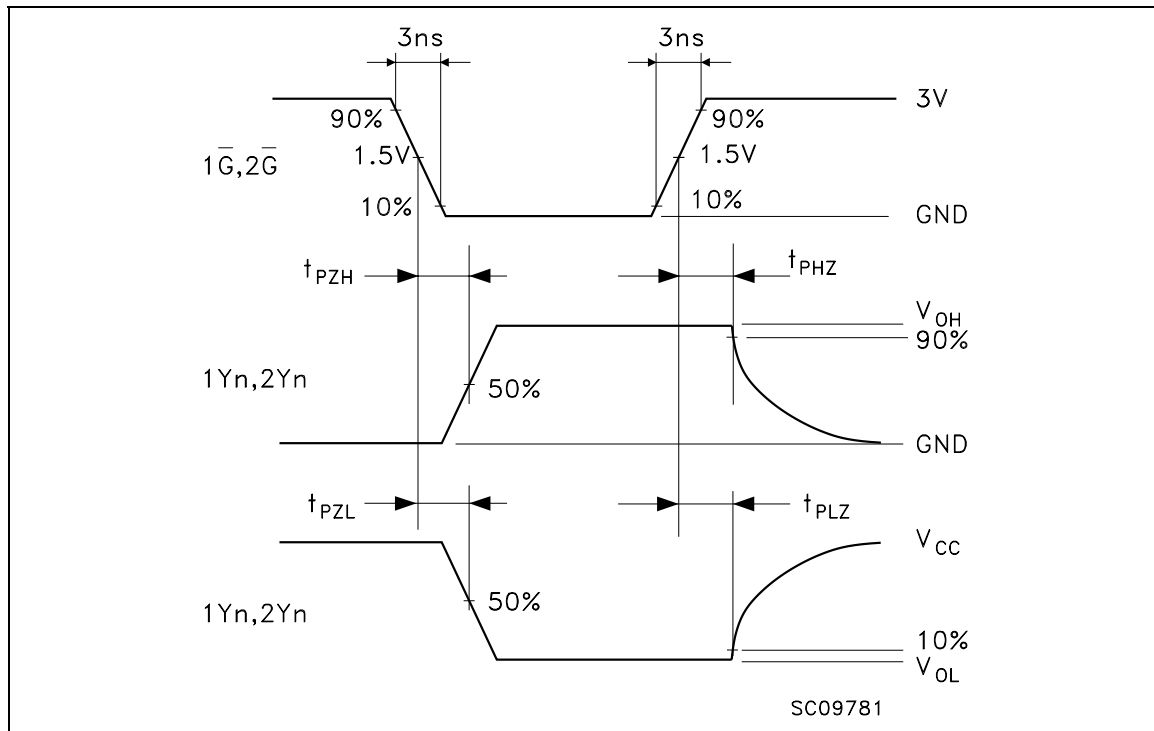 3ns 3ns
3V
90% 90%
1.5V 1.5V
1G̅,2G̅
10% 10%
GND
tPZH tPHZ
VOH
90%
1Yn,2Yn 50%
GND
tPZL tPLZ
VCC
1Yn,2Yn 50%
10%
VOL
SC09781